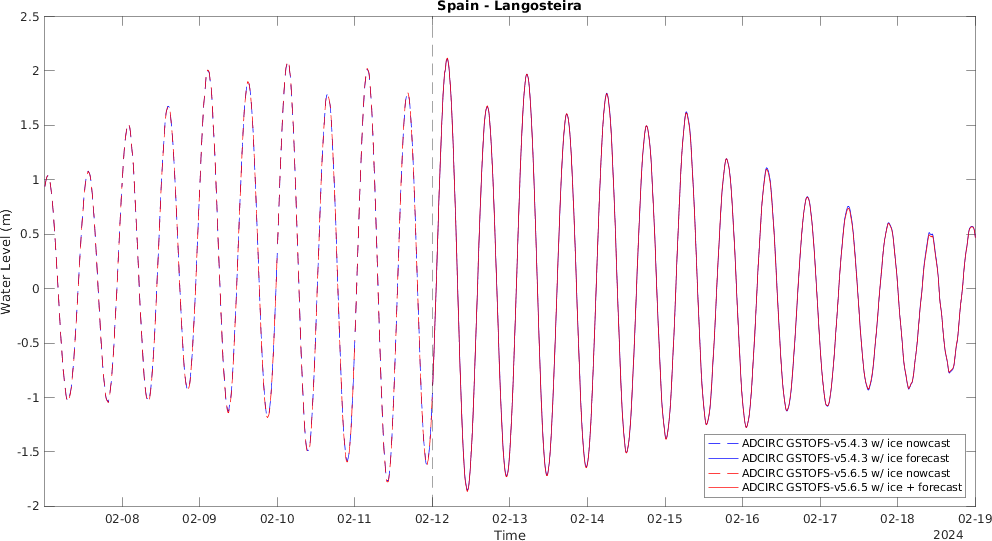 Spain - Langosteira
2.5
2
1.5
1
0.5
0
-0.5
-1
-1.5
-2
Water Level (m)
ADCIRC GSTOFS-v5.4.3 w/ ice nowcast
ADCIRC GSTOFS-v5.4.3 w/ ice forecast
ADCIRC GSTOFS-v5.6.5 w/ ice nowcast
ADCIRC GSTOFS-v5.6.5 w/ ice + forecast
02-08 02-09 02-10 02-11 02-12 02-13 02-14 02-15 02-16 02-17 02-18 02-19
Time
2024